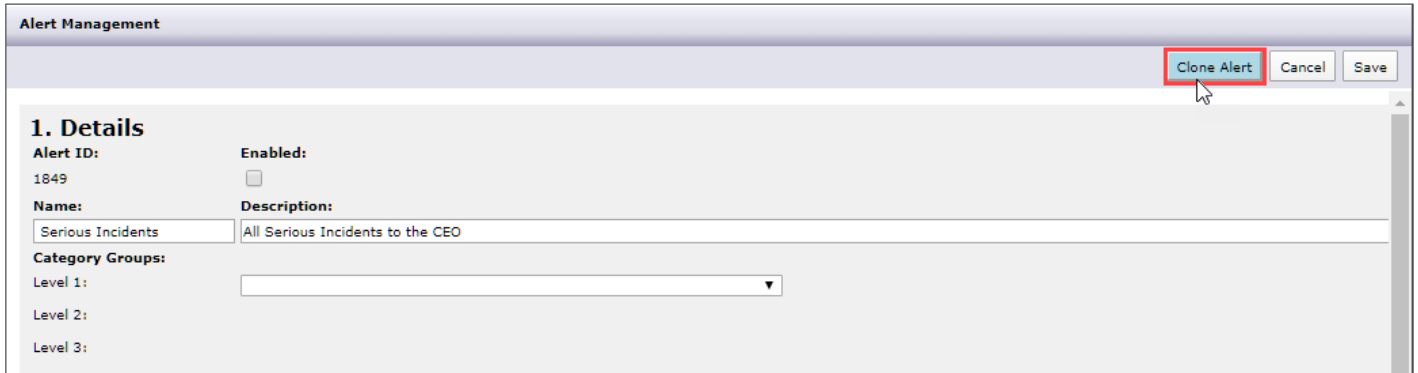 Alert Management
Clone Alert Cancel Save
1. Details
Alert ID: Enabled:
1849
Name: Description:
Serious Incidents All Serious Incidents to the CEO
Category Groups:
Level 1:
Level 2:
Level 3: